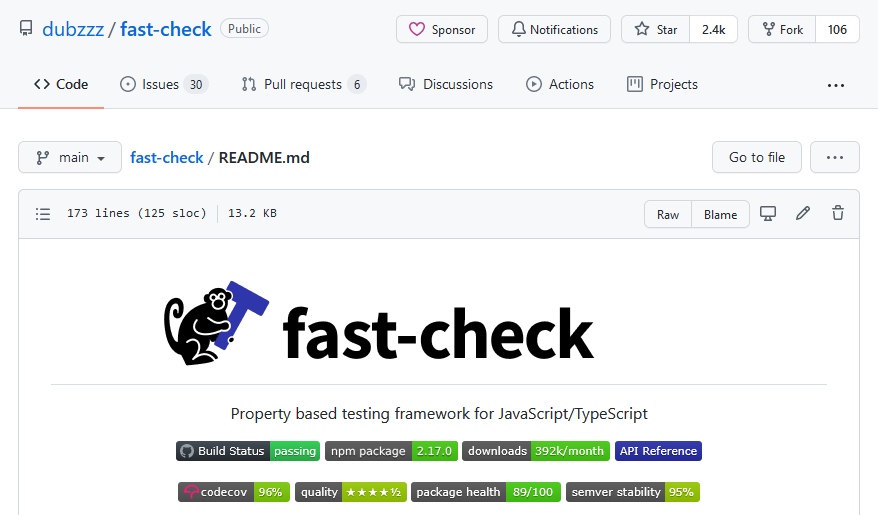 dubzzz / fast-check Public Sponsor Notifications Star 2.4k Fork 106
Code Issues 30 Pull requests 6 Discussions Actions Projects ...
main fast-check / README.md Go to file ...
173 lines (125 sloc) 13.2 KB Raw Blame
fast-check
Property based testing framework for JavaScript/TypeScript
Build Status passing npm package 2.17.0 downloads 392k/month API Reference
codecov 96% quality ★★★★½ package health 89/100 semver stability 95%